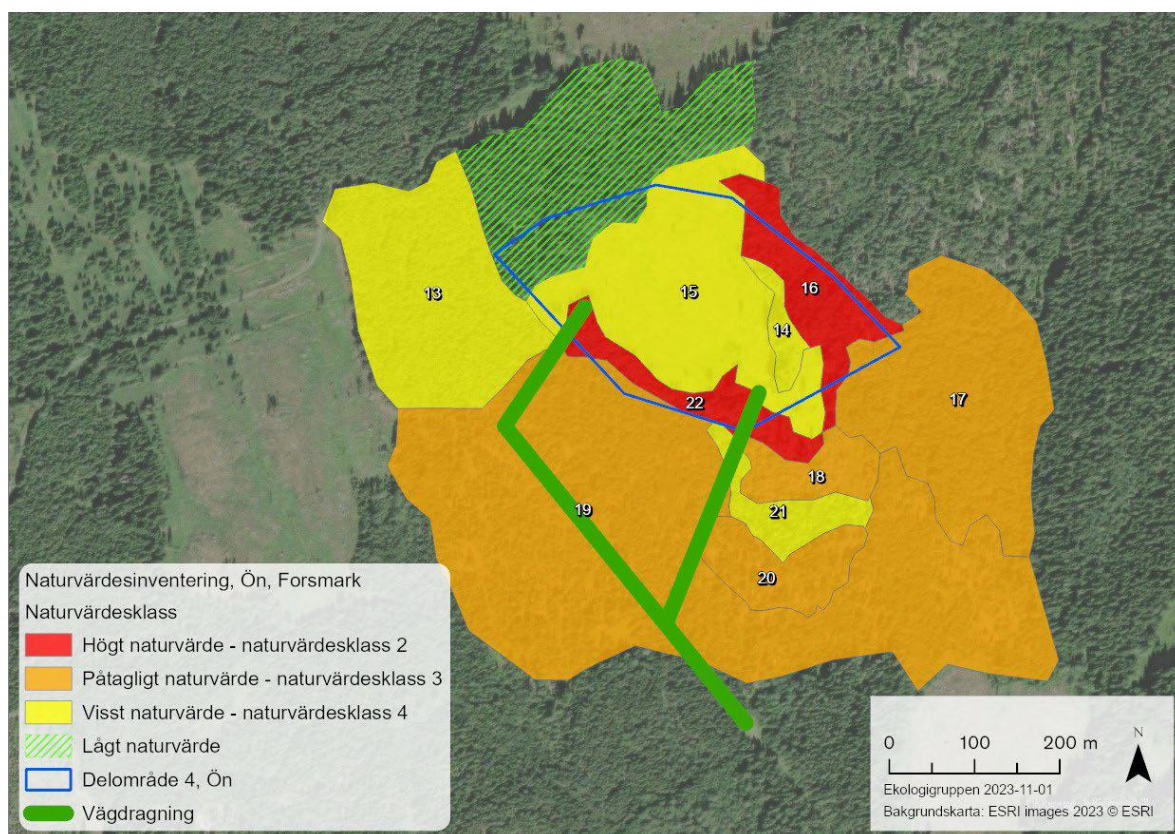 13
15
16
14
17
22
18
19
21
20
Naturvärdesinventering, Ön, Forsmark
Naturvärdesklass
Högt naturvärde - naturvärdesklass 2
Påtagligt naturvärde - naturvärdesklass 3
Visst naturvärde - naturvärdesklass 4
Lågt naturvärde
Delområde 4, Ön
Vägdragning
0 100 200 m
N
Ekologigruppen 2023-11-01
Bakgrundskarta: ESRI images 2023 © ESRI